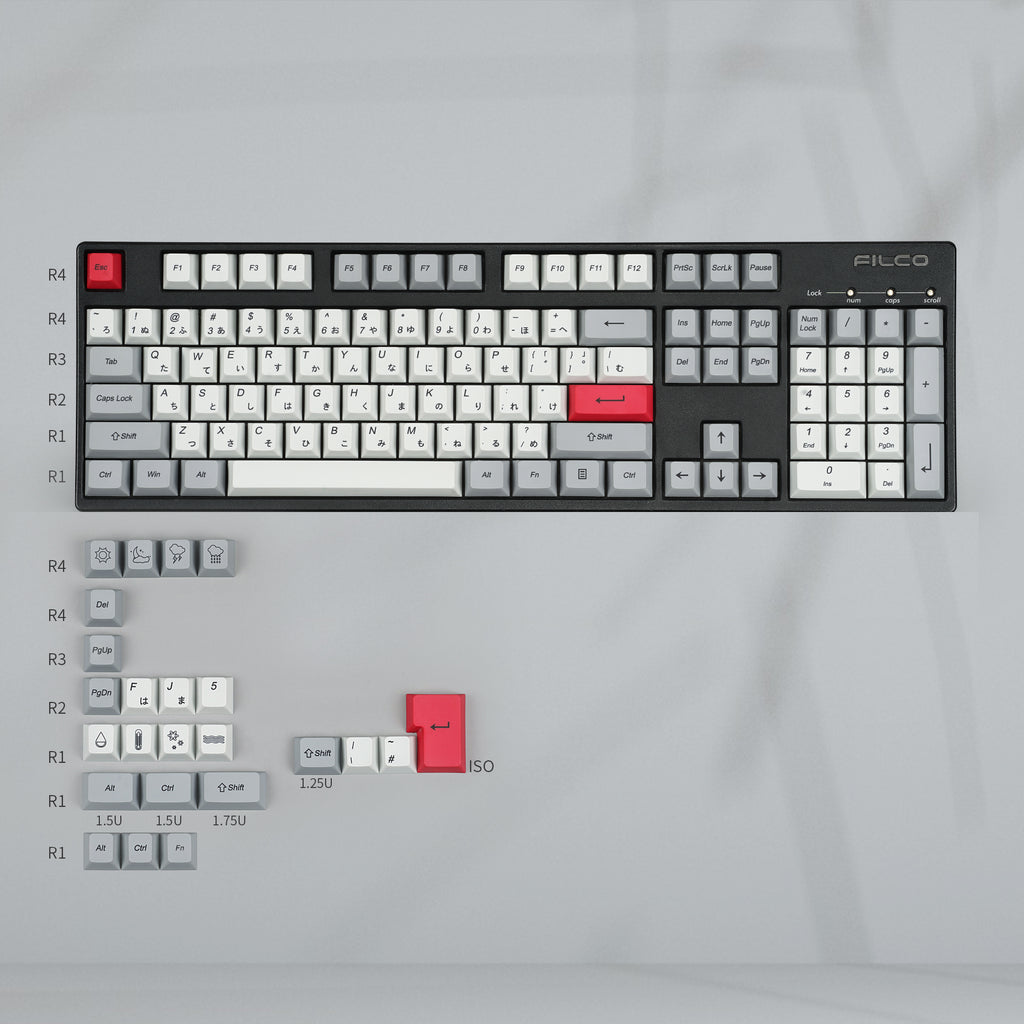 R4 Esc F1 F2 F3 F4 F5 F6 F7 F8 F9 F10 F11 F12 PrtSc ScrLk Pause FILCO
Lock num caps scroll
R4 ~ ` ろ ! 1 ぬ @ 2 ふ # 3 あ $ 4 う % 5 え ^ 6 お & 7 や * 8 ゆ ( 9 よ ) 0 わ _ - ほ + = へ ← Ins Home PgUp Num Lock / * -
R3 Tab Q た W て E い R す T か Y ん U な I に O ら P せ { [ ゛ 「 } ] ゜ 」 | \ む Del End PgDn 7 Home 8 ↑ 9 PgUp +
R2 Caps Lock A ち S と D し F は G き H く J ま K の L り : ; れ " ' け ↵ 4 ← 5 6 →
R1 ⇧Shift Z つ X さ C そ V ひ B こ N み M も < , ね > . る ? / め ⇧Shift ↑ 1 End 2 ↓ 3 PgDn ↵
R1 Ctrl Win Alt Alt Fn Ctrl ← ↓ → 0 Ins . Del
R4
R4 Del
R3 PgUp
R2 PgDn F は J ま 5
R1
R1 Alt Ctrl ⇧Shift
1.5U 1.5U 1.75U
R1 Alt Ctrl Fn
⇧Shift | \ ~ # ↵ ISO
1.25U